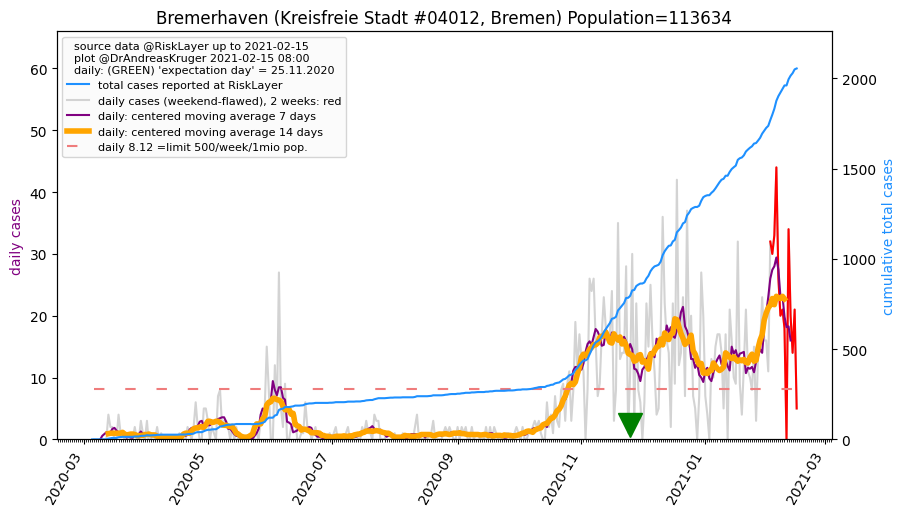 Bremerhaven (Kreisfreie Stadt #04012, Bremen) Population=113634
source data @RiskLayer up to 2021-02-15
plot @DrAndreasKruger 2021-02-15 08:00
daily: (GREEN) 'expectation day' = 25.11.2020
total cases reported at RiskLayer
daily cases (weekend-flawed), 2 weeks: red
daily: centered moving average 7 days
daily: centered moving average 14 days
daily 8.12 =limit 500/week/1mio pop.
daily cases
60
50
40
30
20
10
0
cumulative total cases
2000
1500
1000
500
0
2020-03
2020-05
2020-07
2020-09
2020-11
2021-01
2021-03